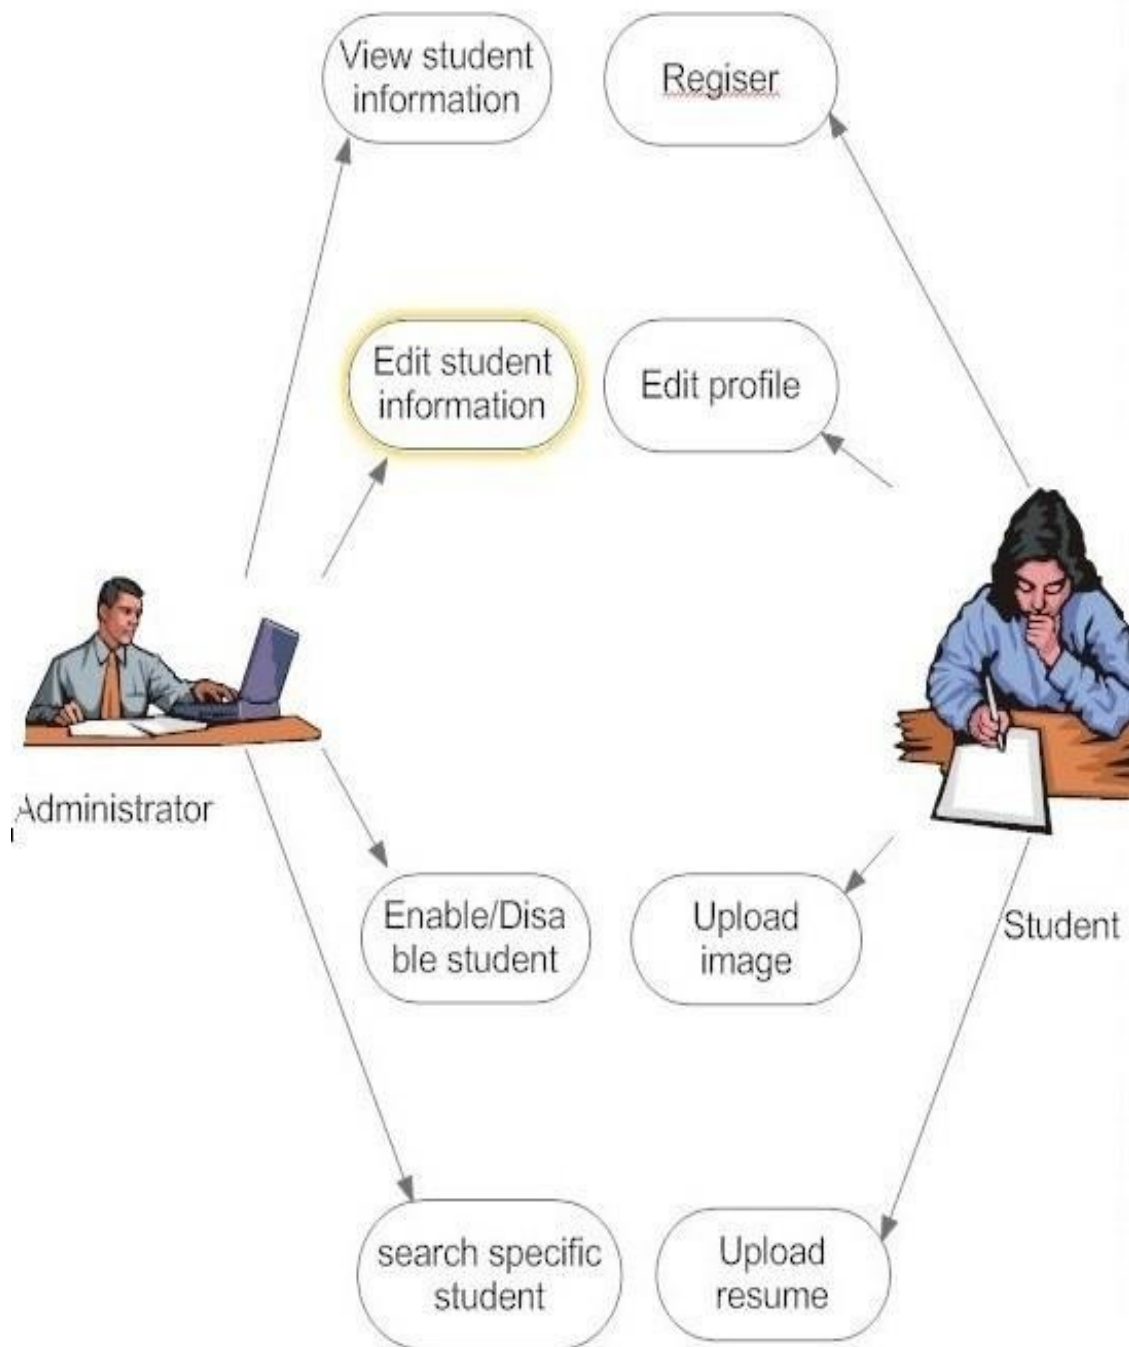 View student
information
Regiser
Edit student
information
Edit profile
Administrator
Student
Enable/Disa
ble student
Upload
image
search specific
student
Upload
resume